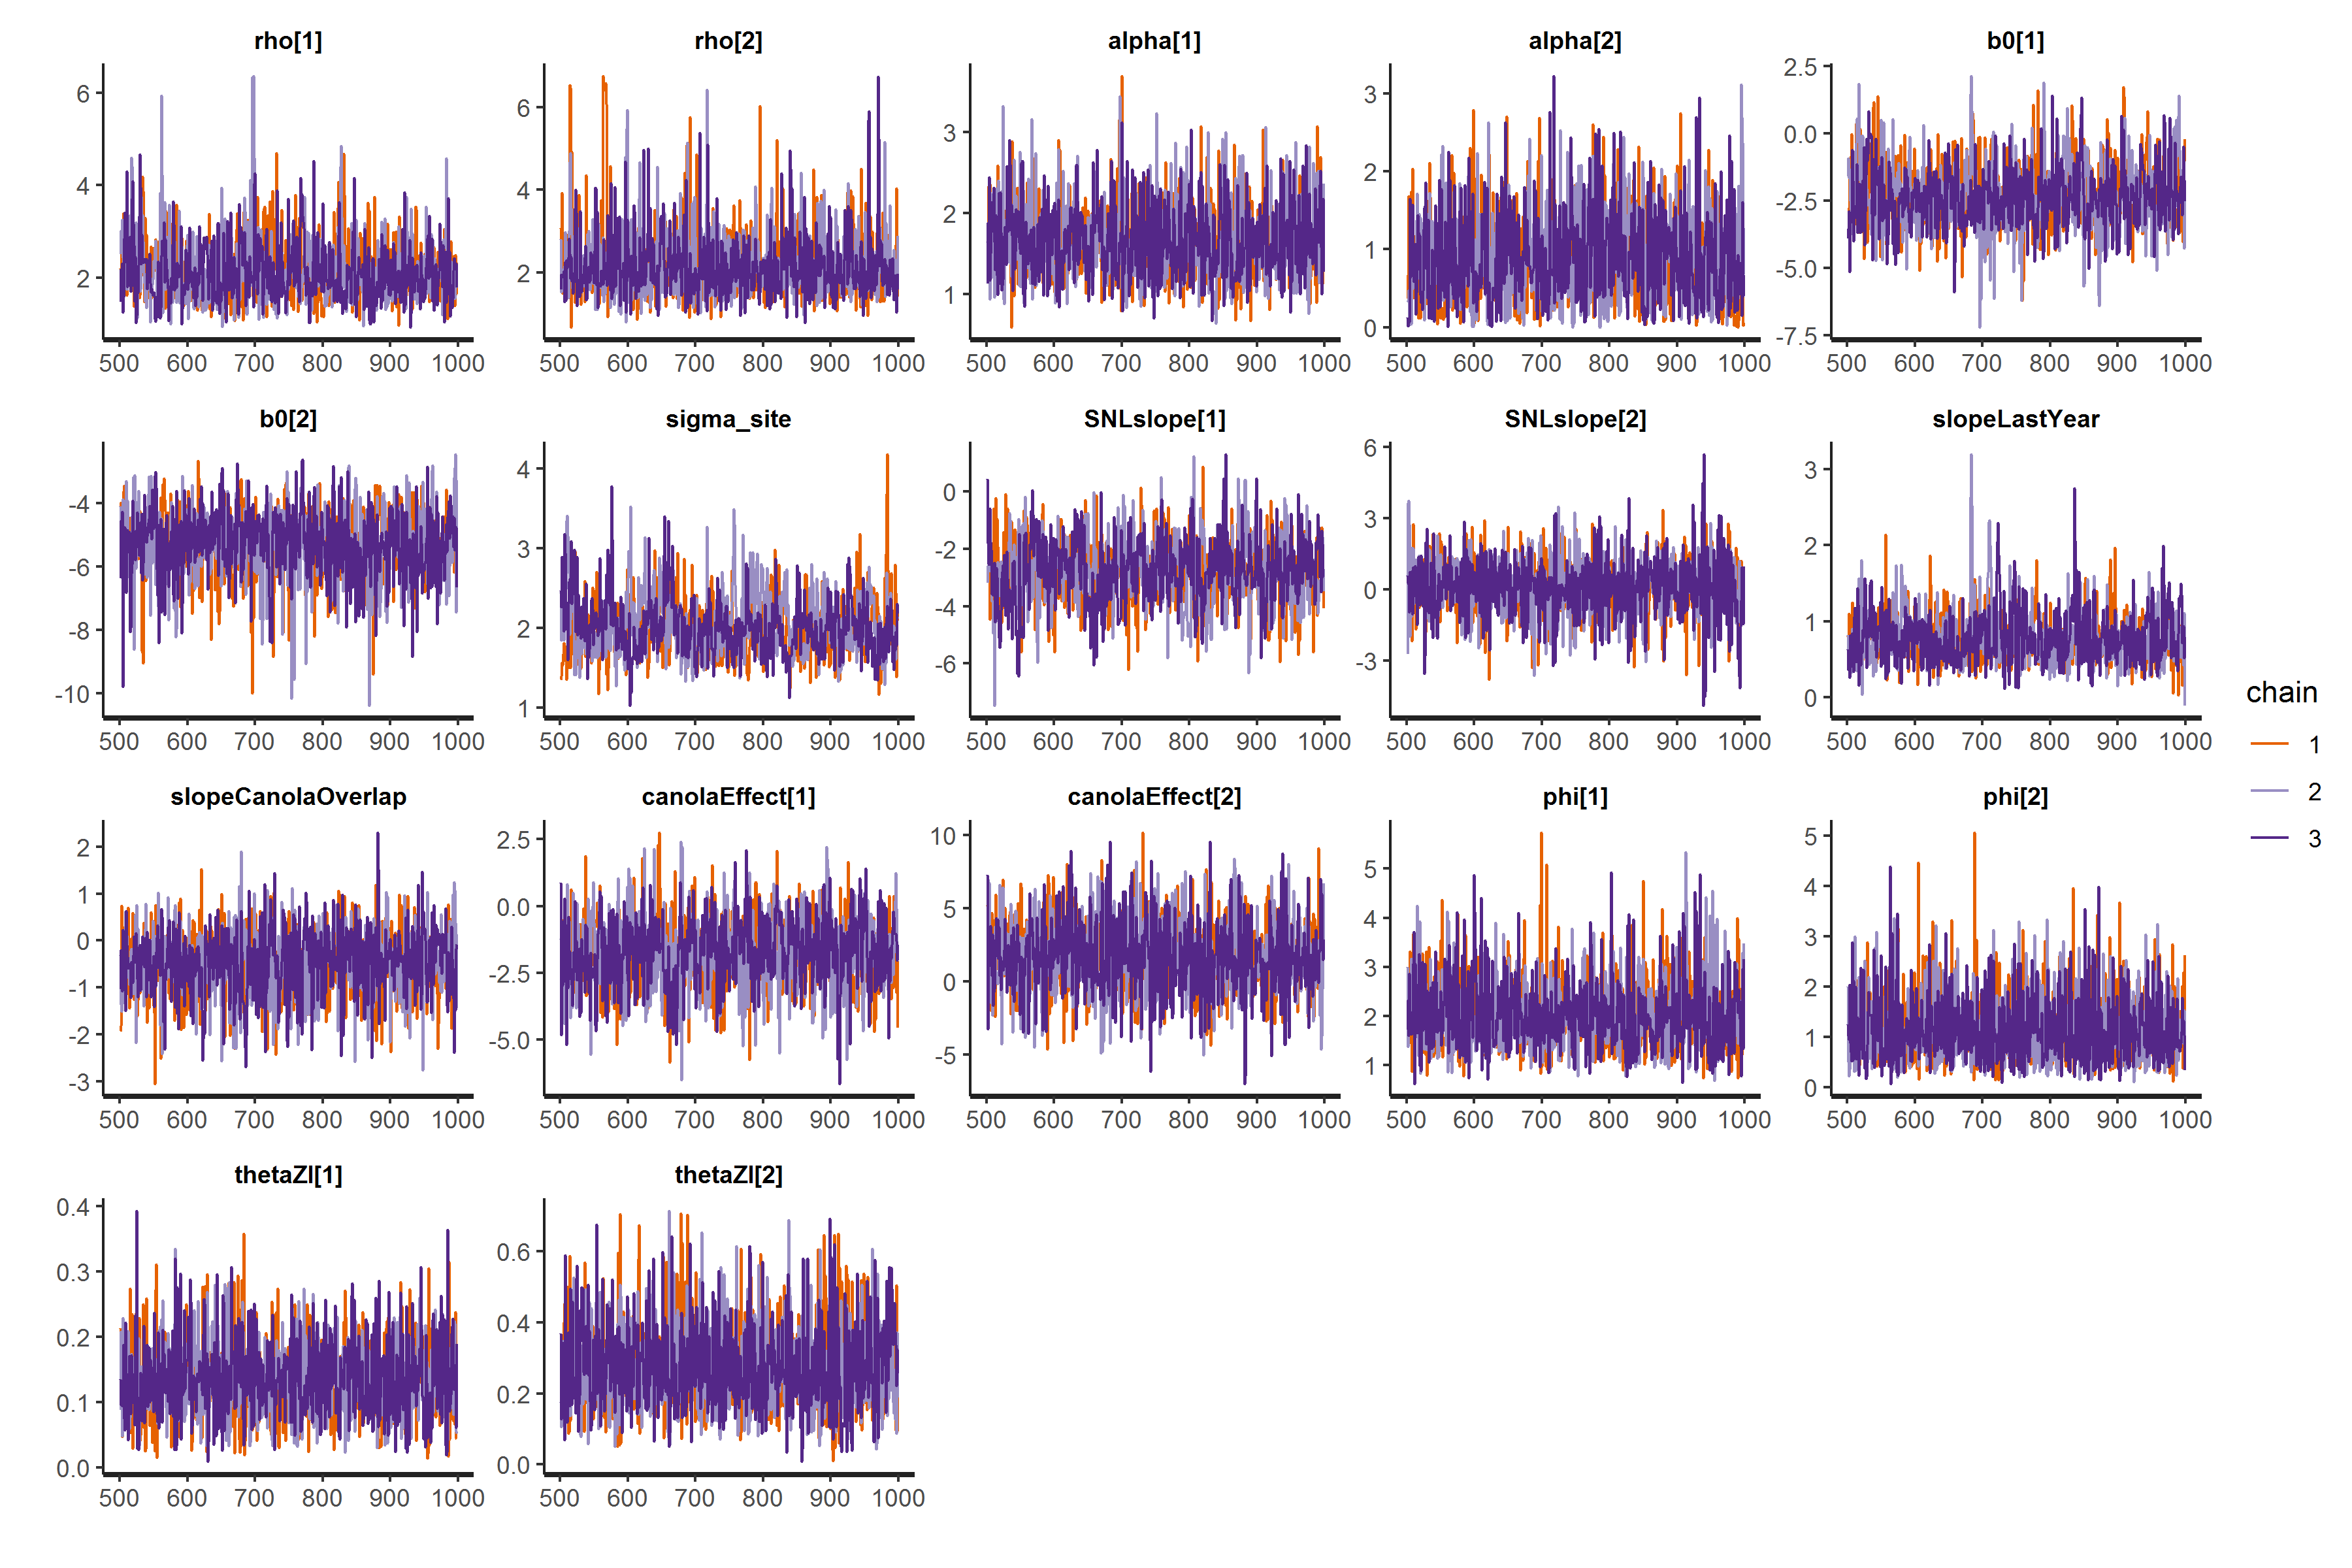 rho[1] rho[2] alpha[1] alpha[2] b0[1]
6 4 2
6 4 2
3 2 1
3 2 1 0
2.5 0.0 -2.5 -5.0 -7.5
500 600 700 800 900 1000 500 600 700 800 900 1000 500 600 700 800 900 1000 500 600 700 800 900 1000 500 600 700 800 900 1000
b0[2] sigma_site SNLslope[1] SNLslope[2] slopeLastYear
-4 -6 -8 -10
4 3 2 1
0 -2 -4 -6
6 3 0 -3
3 2 1 0
500 600 700 800 900 1000 500 600 700 800 900 1000 500 600 700 800 900 1000 500 600 700 800 900 1000 500 600 700 800 900 1000
slopeCanolaOverlap canolaEffect[1] canolaEffect[2] phi[1] phi[2]
2 1 0 -1 -2 -3
2.5 0.0 -2.5 -5.0
10 5 0 -5
5 4 3 2 1
5 4 3 2 1 0
500 600 700 800 900 1000 500 600 700 800 900 1000 500 600 700 800 900 1000 500 600 700 800 900 1000 500 600 700 800 900 1000
thetaZI[1] thetaZI[2]
0.4 0.3 0.2 0.1 0.0
0.6 0.4 0.2 0.0
500 600 700 800 900 1000 500 600 700 800 900 1000
chain
1
2
3